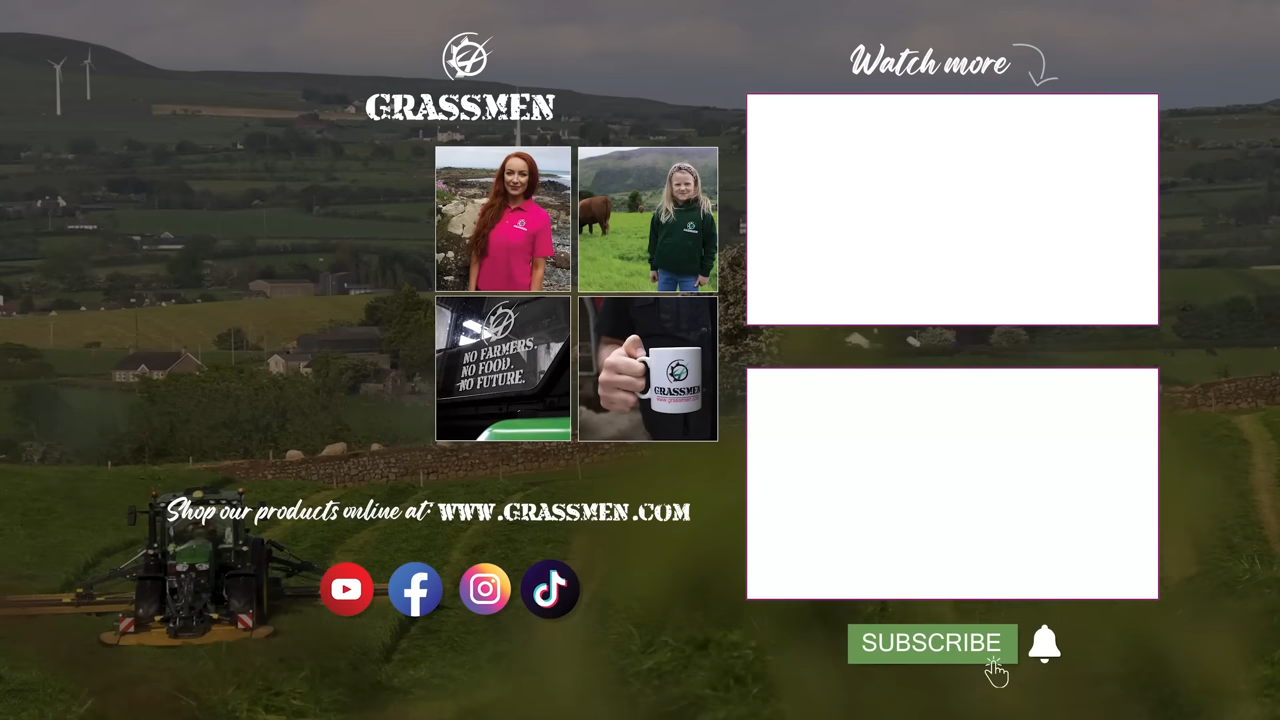 GRASSMEN
Watch more
NO FARMERS.
NO FOOD.
NO FUTURE.
GRASSMEN
Shop our products online at: WWW.GRASSMEN.COM
SUBSCRIBE